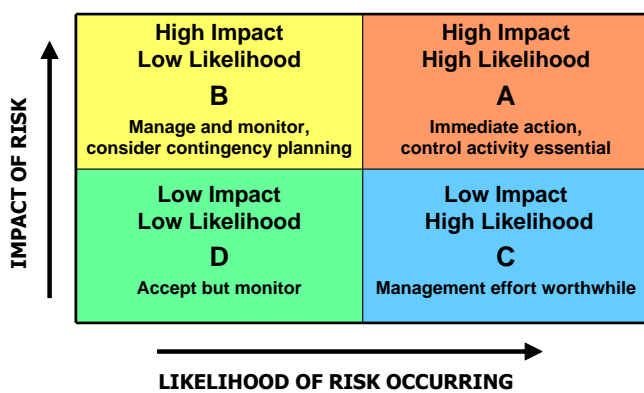 IMPACT OF RISK
High Impact
Low Likelihood
B
Manage and monitor,
consider contingency planning
High Impact
High Likelihood
A
Immediate action,
control activity essential
Low Impact
Low Likelihood
D
Accept but monitor
Low Impact
High Likelihood
C
Management effort worthwhile
LIKELIHOOD OF RISK OCCURRING